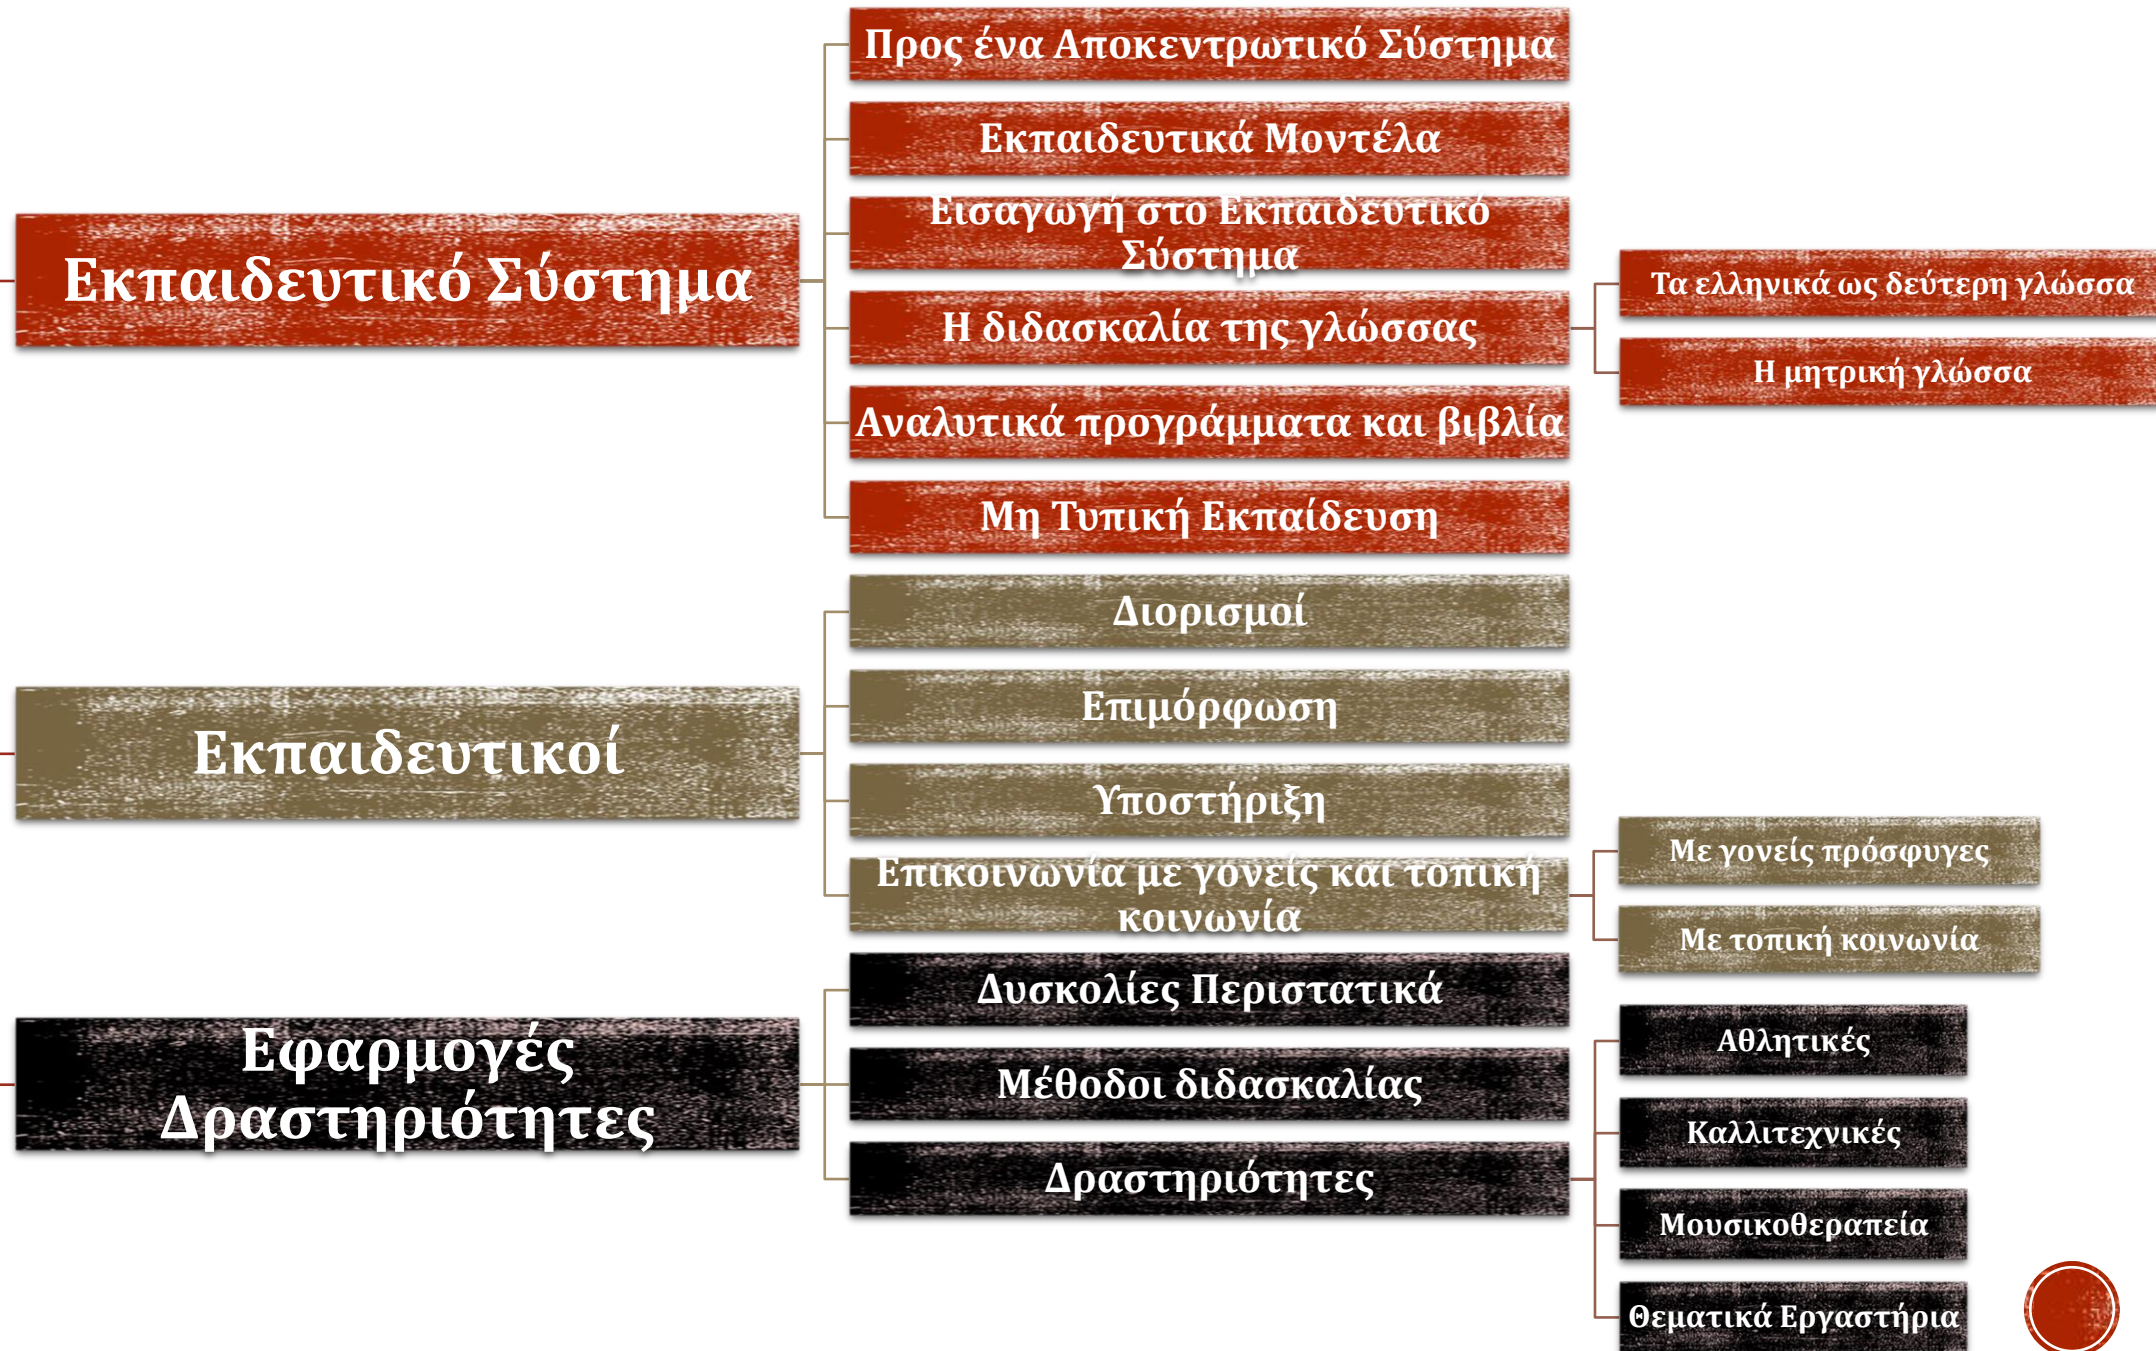 Εκπαιδευτικό Σύστημα
Προς ένα Αποκεντρωτικό Σύστημα
Εκπαιδευτικά Μοντέλα
Εισαγωγή στο Εκπαιδευτικό
Σύστημα
Η διδασκαλία της γλώσσας
Τα ελληνικά ως δεύτερη γλώσσα
Η μητρική γλώσσα
Αναλυτικά προγράμματα και βιβλία
Μη Τυπική Εκπαίδευση
Εκπαιδευτικοί
Διορισμοί
Επιμόρφωση
Υποστήριξη
Επικοινωνία με γονείς και τοπική
κοινωνία
Με γονείς πρόσφυγες
Με τοπική κοινωνία
Εφαρμογές
Δραστηριότητες
Δυσκολίες Περιστατικά
Μέθοδοι διδασκαλίας
Δραστηριότητες
Αθλητικές
Καλλιτεχνικές
Μουσικοθεραπεία
Θεματικά Εργαστήρια